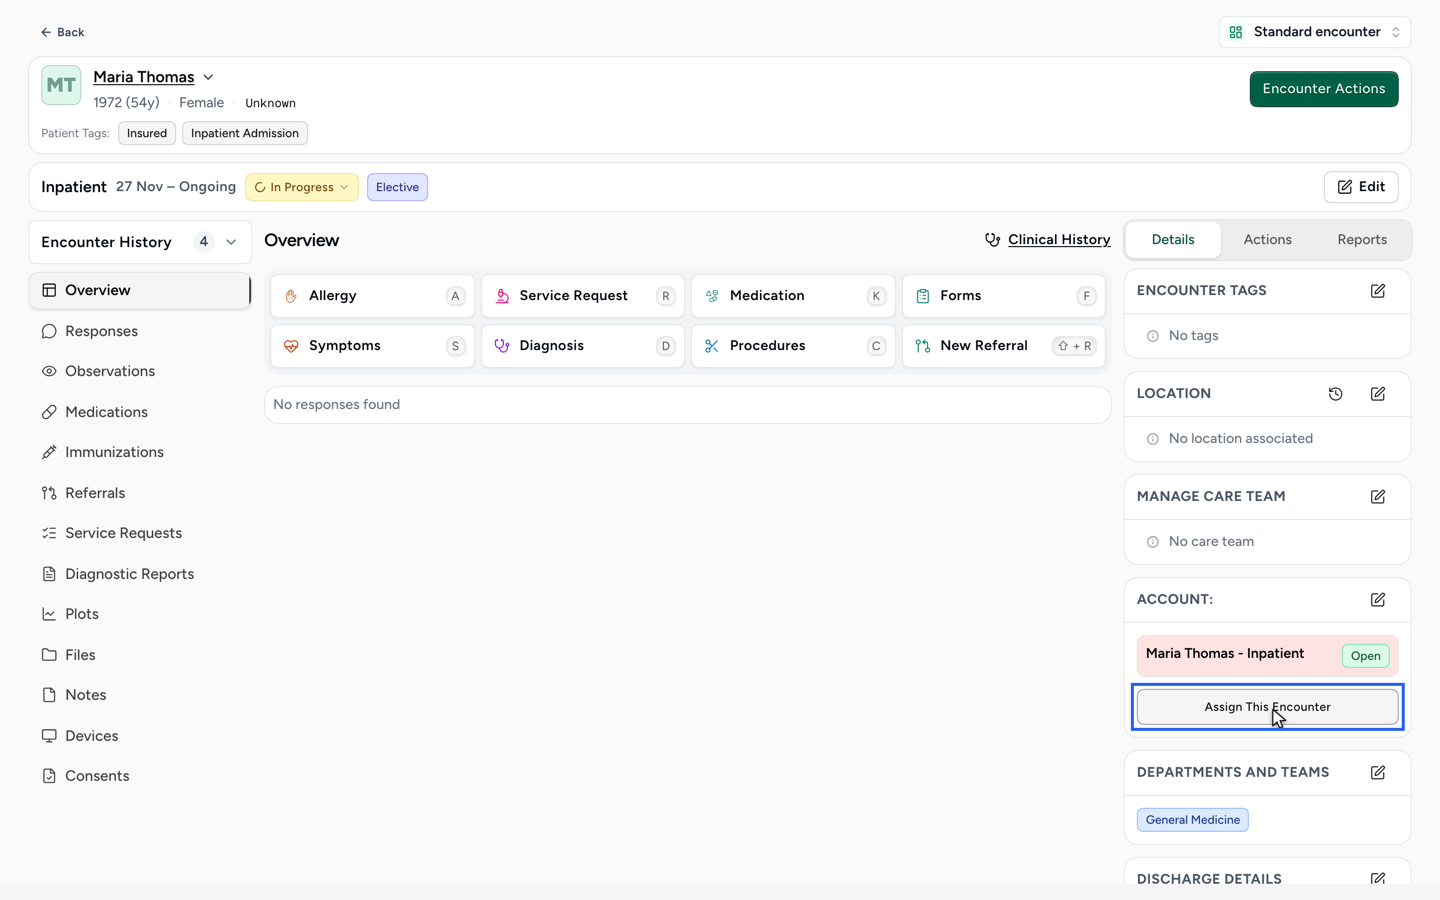 Back
Standard encounter
MT
Maria Thomas
1972 (54y) · Female · Unknown
Encounter Actions
Patient Tags: Insured Inpatient Admission
Inpatient 27 Nov – Ongoing In Progress Elective
Edit
Encounter History 4
Overview
Responses
Observations
Medications
Immunizations
Referrals
Service Requests
Diagnostic Reports
Plots
Files
Notes
Devices
Consents
Overview
Clinical History
Allergy A
Service Request R
Medication K
Forms F
Symptoms S
Diagnosis D
Procedures C
New Referral ⇧ + R
No responses found
Details Actions Reports
ENCOUNTER TAGS
No tags
LOCATION
No location associated
MANAGE CARE TEAM
No care team
ACCOUNT:
Maria Thomas - Inpatient Open
Assign This Encounter
DEPARTMENTS AND TEAMS
General Medicine
DISCHARGE DETAILS